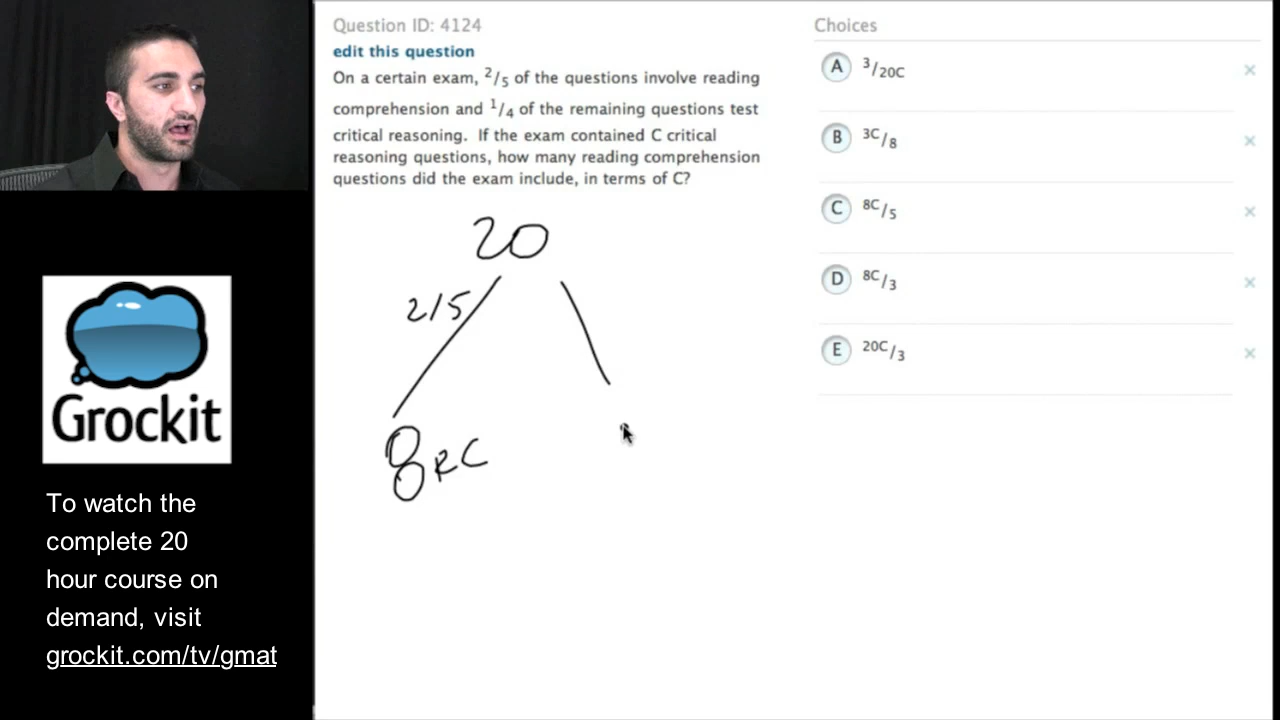 Question ID: 4124
edit this question
On a certain exam, 2/5 of the questions involve reading
comprehension and 1/4 of the remaining questions test
critical reasoning. If the exam contained C critical
reasoning questions, how many reading comprehension
questions did the exam include, in terms of C?
20
2/5
8 RC
Choices
A 3/20C
B 3C/8
C 8C/5
D 8C/3
E 20C/3
Grockit
To watch the
complete 20
hour course on
demand, visit
grockit.com/tv/gmat